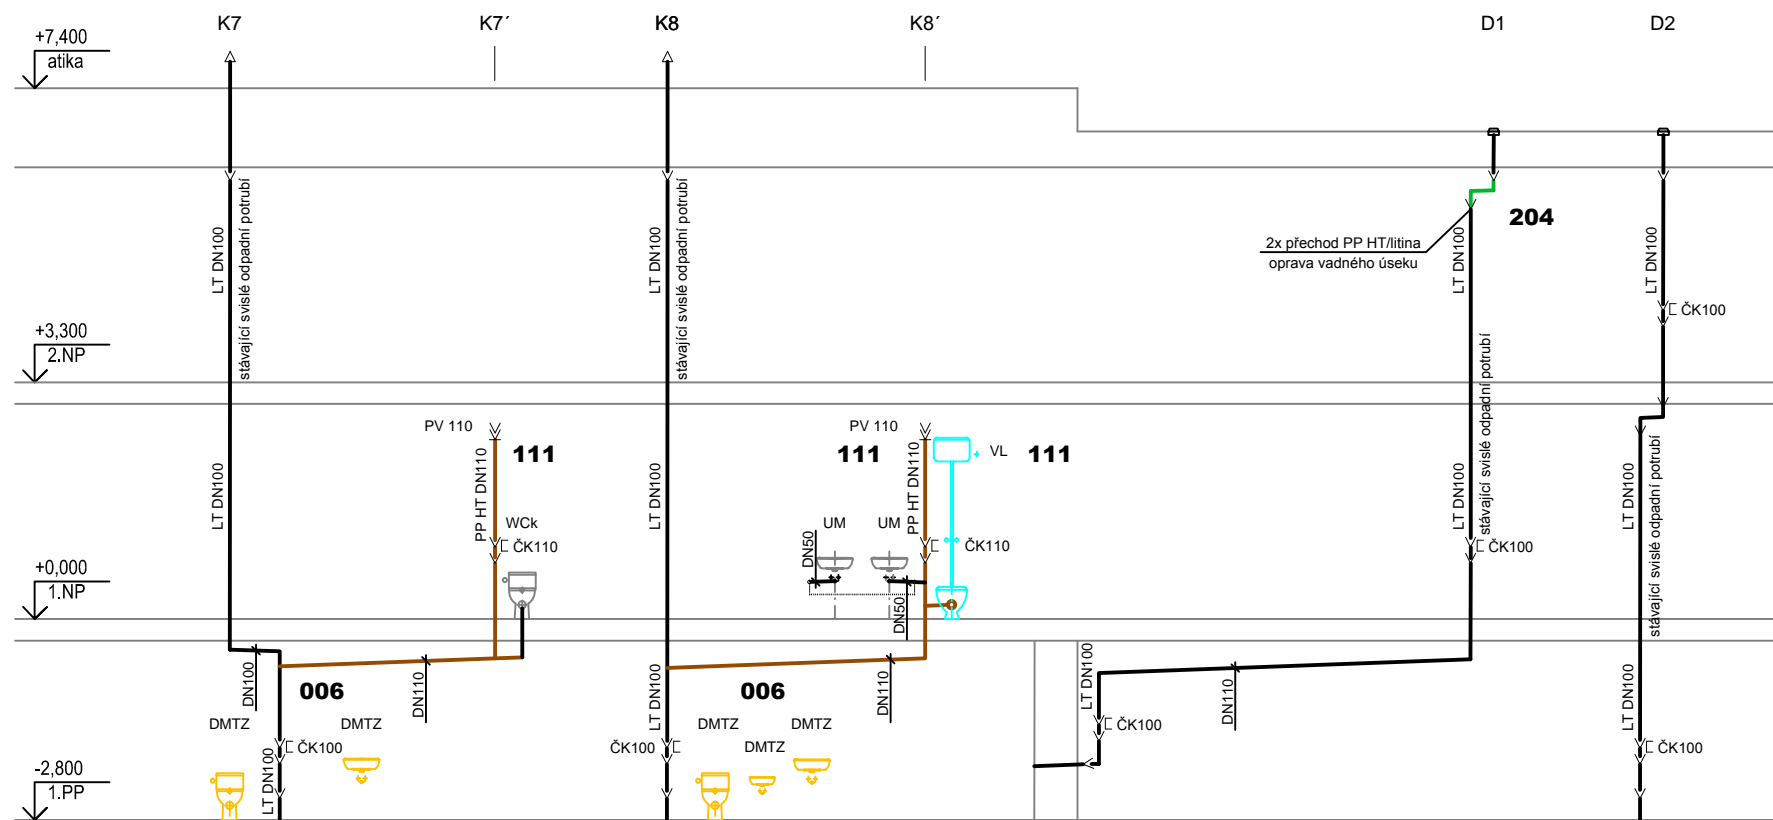 K7
K7´
K8
K8´
D1
D2
+7,400
atika
+3,300
2.NP
+0,000
1.NP
-2,800
1.PP
LT DN100
stávající svislé odpadní potrubí
LT DN100
DN100
LT DN100
ČK100
006
DMTZ
DMTZ
DN110
PV 110
111
PP HT DN110
WCk
ČK110
LT DN100
stávající svislé odpadní potrubí
LT DN100
LT DN100
ČK100
006
DMTZ
DMTZ
DMTZ
DN110
PV 110
111
PP HT DN110
VL
111
UM
UM
DN50
DN50
ČK110
204
2x přechod PP HT/litina
oprava vadného úseku
LT DN100
stávající svislé odpadní potrubí
LT DN100
ČK100
LT DN100
DN110
ČK100
LT DN100
ČK100
LT DN100
stávající svislé odpadní potrubí
LT DN100
ČK100